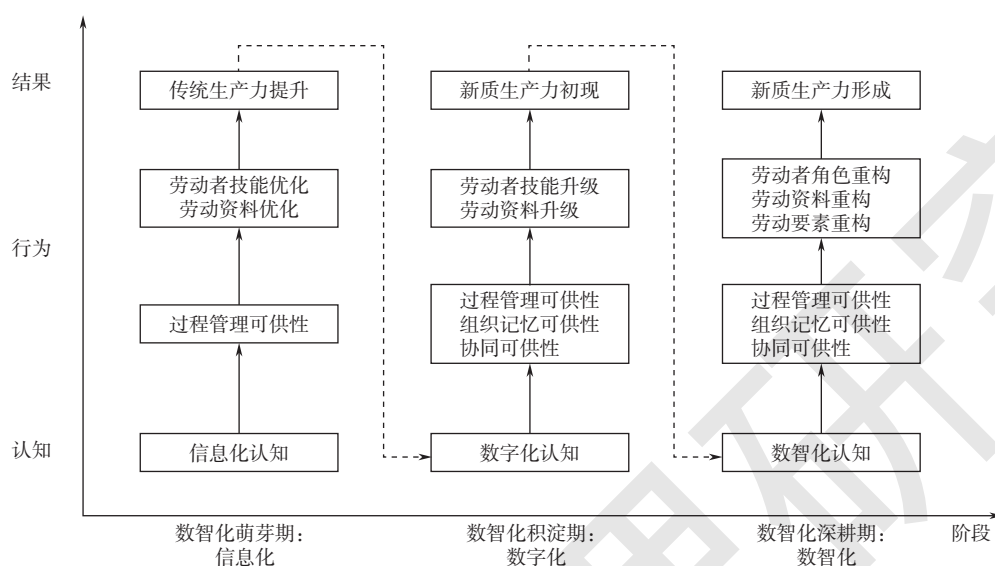 结果
传统生产力提升
新质生产力初现
新质生产力形成
行为
劳动者技能优化
劳动资料优化
劳动者技能升级
劳动资料升级
劳动者角色重构
劳动资料重构
劳动要素重构
过程管理可供性
过程管理可供性
组织记忆可供性
协同可供性
过程管理可供性
组织记忆可供性
协同可供性
认知
信息化认知
数字化认知
数智化认知
数智化萌芽期：
信息化
数智化积淀期：
数字化
数智化深耕期：
数智化
阶段